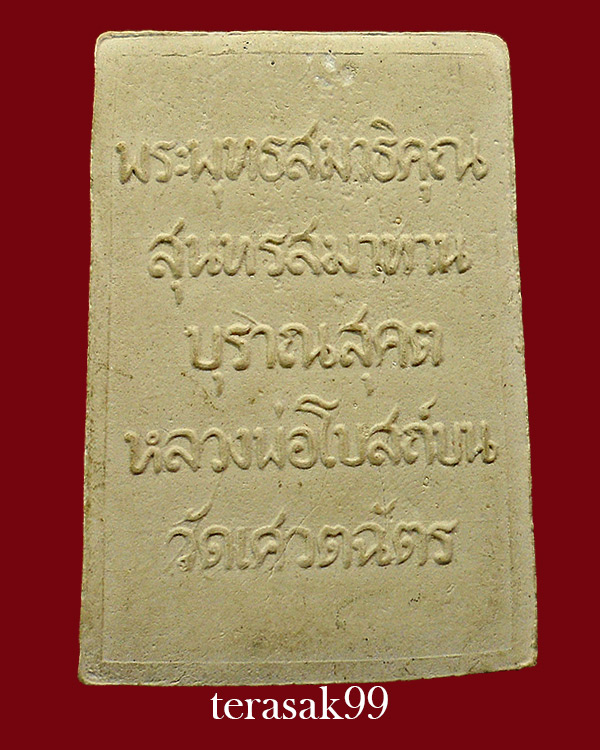 พระพุทธสมาธิคุณ
สุนทรสมาทาน
บุราณสุคต
หลวงพ่อโบสถ์บน
วัดเศวตฉัตร
terasak99